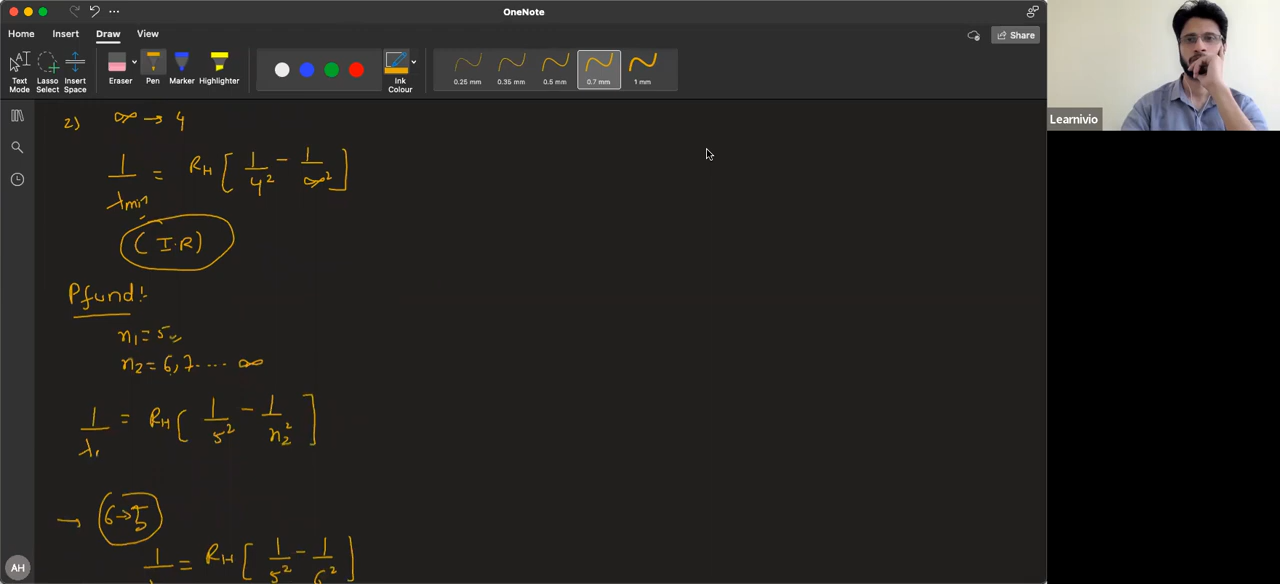 OneNote
Home Insert Draw View
Share
Text Mode
Lasso Select
Insert Space
Eraser
Pen
Marker
Highlighter
Ink Colour
0.25 mm
0.35 mm
0.5 mm
0.7 mm
1 mm
Learnivio
2) ∞ → 4
1/λmin = RH [ 1/4² - 1/∞² ]
(I.R)
Pfund:
n1 = 5
n2 = 6, 7 .... ∞
1/λ = RH [ 1/5² - 1/n2² ]
→ 6→5
1/λ = RH [ 1/5² - 1/6² ]
AH